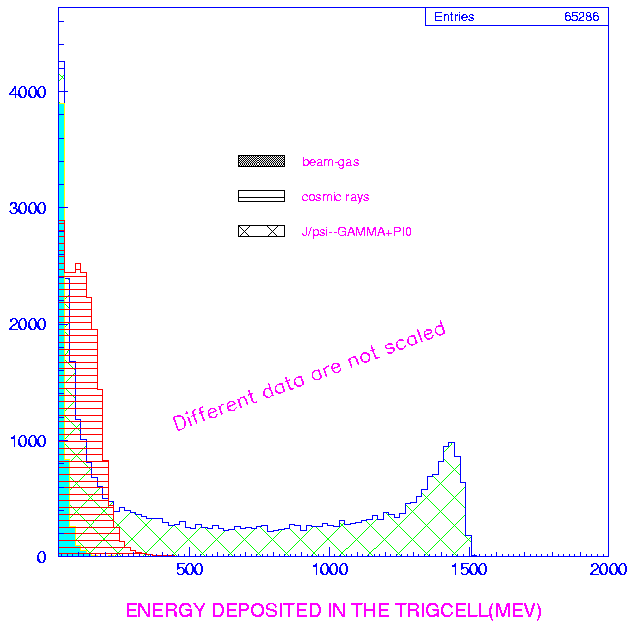 Entries 65286
4000
beam-gas
cosmic rays
3000
J/psi--GAMMA+PI0
2000
Different data are not scaled
1000
0
500 1000 1500 2000
ENERGY DEPOSITED IN THE TRIGCELL(MEV)